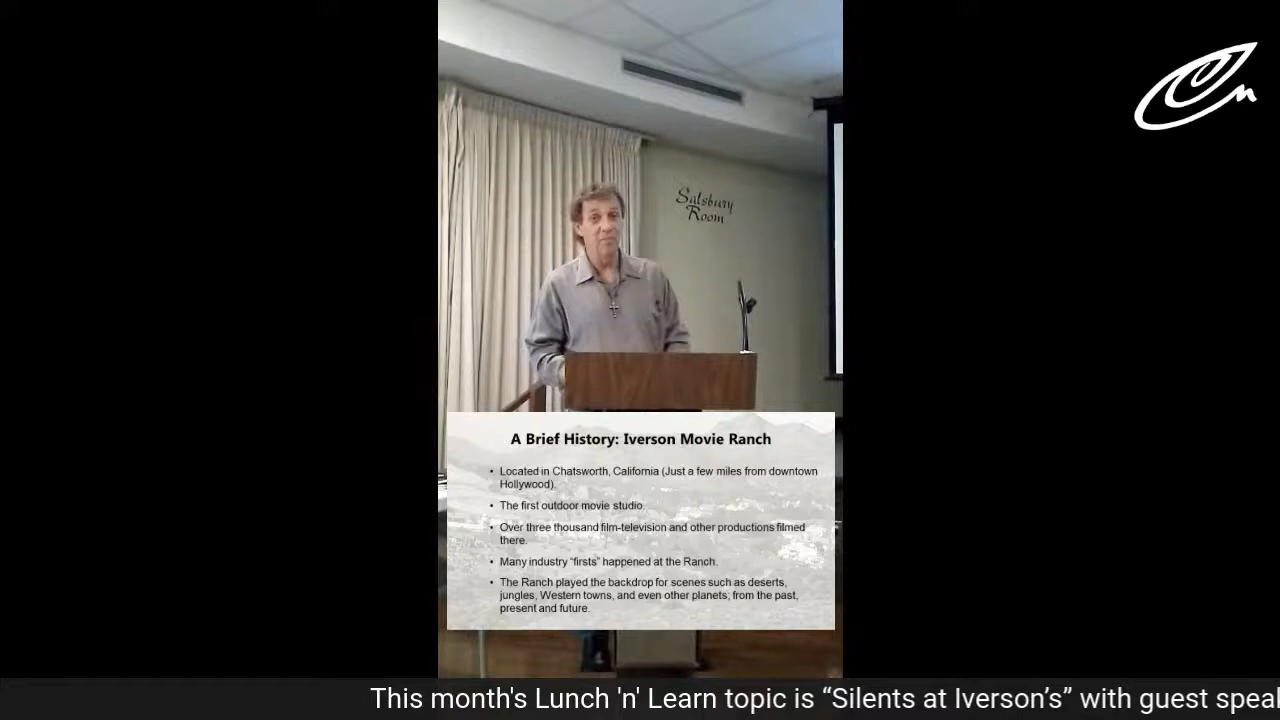 Salsbury
Room
A Brief History: Iverson Movie Ranch
• Located in Chatsworth, California (Just a few miles from downtown
Hollywood).
• The first outdoor movie studio.
• Over three thousand film-television and other productions filmed
there.
• Many industry “firsts” happened at the Ranch.
• The Ranch played the backdrop for scenes such as deserts,
jungles, Western towns, and even other planets; from the past,
present and future.
This month's Lunch 'n' Learn topic is “Silents at Iverson’s” with guest spea